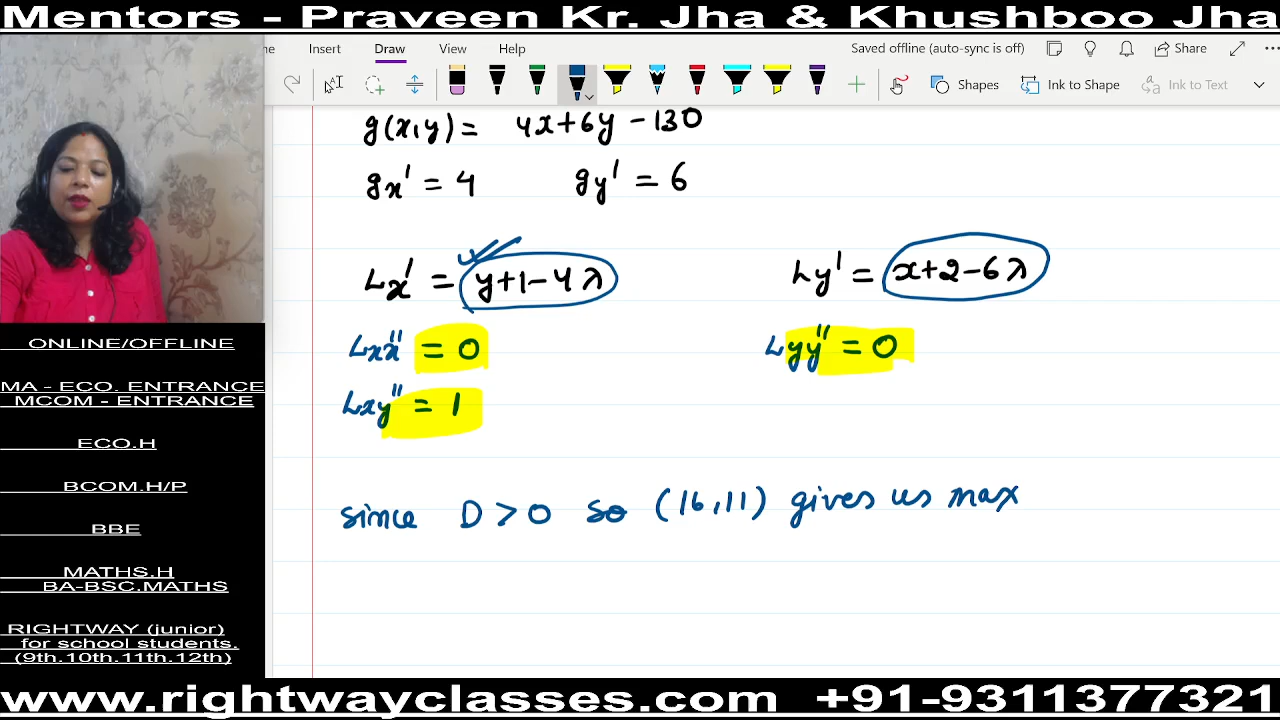 Mentors - Praveen Kr. Jha & Khushboo Jha
Insert Draw View Help Saved offline (auto-sync is off) Share
Shapes Ink to Shape Ink to Text
g(x,y) = 4x+6y-130
gx' = 4 gy' = 6
Lx' = y+1-4λ Ly' = x+2-6λ
Lxx'' = 0 Lyy'' = 0
Lxy'' = 1
since D>0 so (16,11) gives us max
ONLINE/OFFLINE
MA - ECO. ENTRANCE
MCOM - ENTRANCE
ECO.H
BCOM.H/P
BBE
MATHS.H
BA-BSC.MATHS
RIGHTWAY (junior)
for school students.
(9th.10th.11th.12th)
www.rightwayclasses.com +91-9311377321